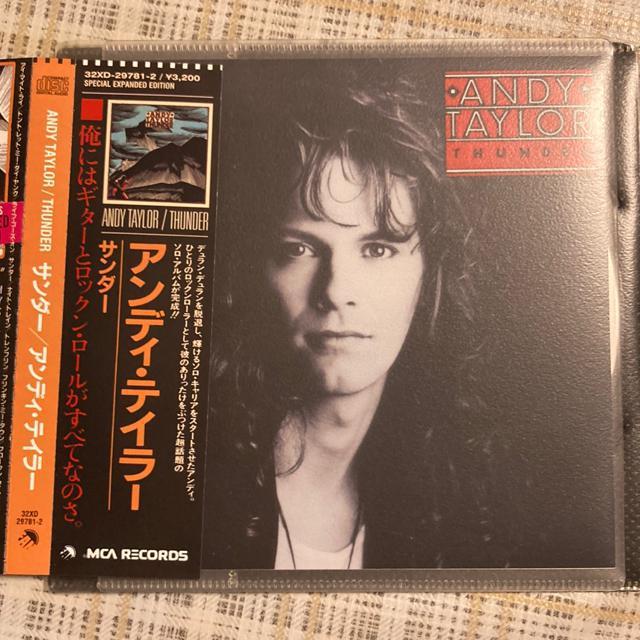 32XD-29781-2 / ¥3,200
SPECIAL EXPANDED EDITION
ANDY
TAYLOR
ANDY TAYLOR / THUNDER
俺にはギターとロックン・ロールがすべてなのさ。
アンディ・テイラー
サンダー
デュラン・デュランを脱退し、輝けるソロ・キャリアをスタートさせたアンディ。
ひとりのロックンローラーとして彼のありったけをぶつけた超話題の
ソロ・アルバムが完成!!
MCA RECORDS
COMPACT
disc
ANDY TAYLOR / THUNDER サンダー/アンディ・テイラー
32XD
29781-2
ANDY
TAYLOR
THUNDER